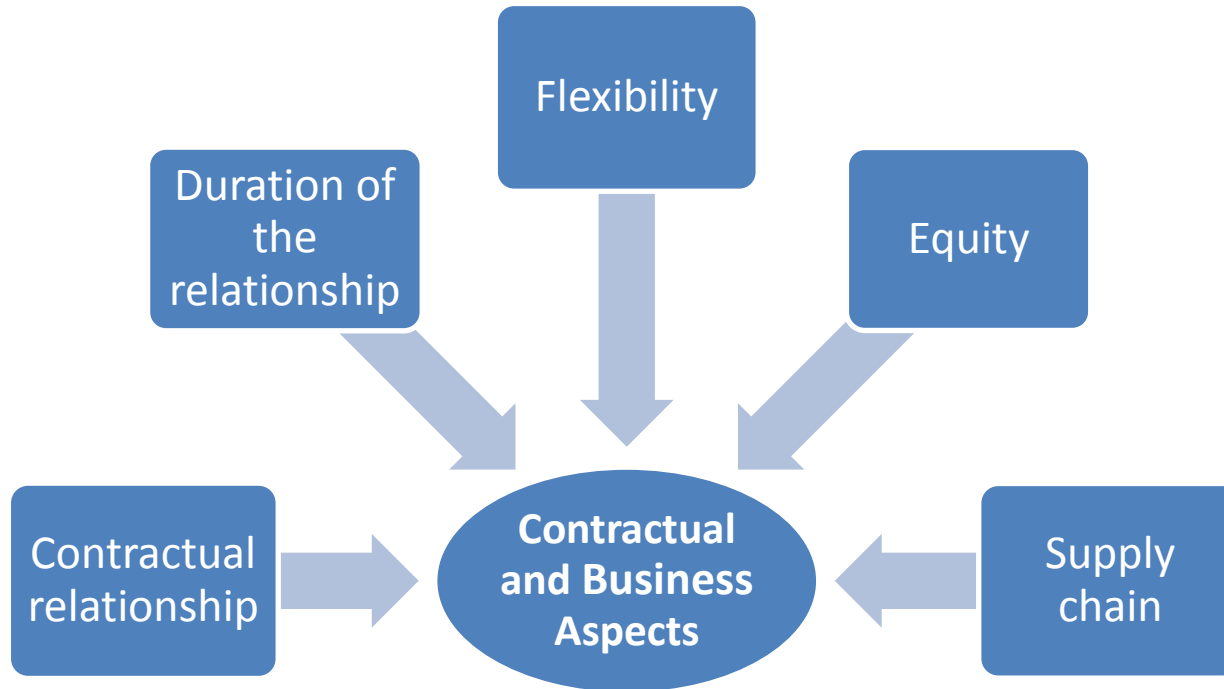 Flexibility
Duration of
the
relationship
Equity
Contractual
relationship
Contractual
and Business
Aspects
Supply
chain